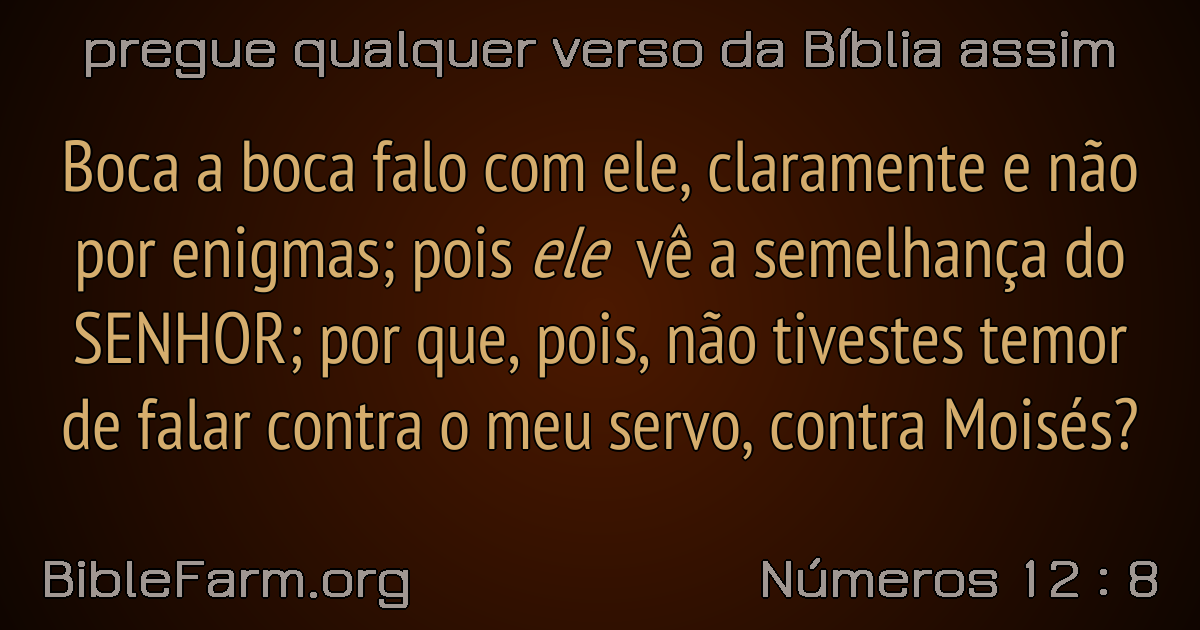 pregue qualquer verso da Bíblia assim
Boca a boca falo com ele, claramente e não
por enigmas; pois ele vê a semelhança do
SENHOR; por que, pois, não tivestes temor
de falar contra o meu servo, contra Moisés?
BibleFarm.org
Números 12 : 8